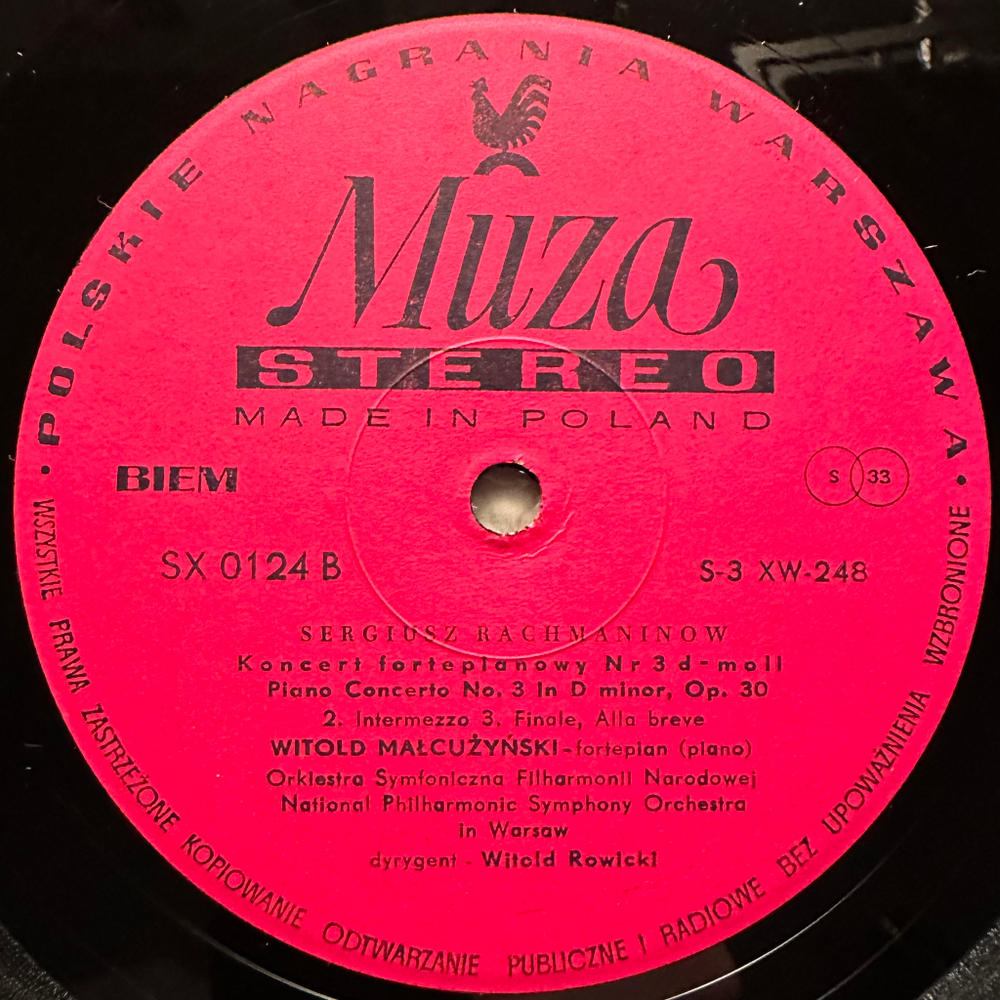 POLSKIE NAGRANIA WARSZAWA
Muza
STEREO
MADE IN POLAND
BIEM
S 33
SX 0124 B
S-3 XW-248
SERGIUSZ RACHMANINOW
Koncert fortepianowy Nr 3 d-moll
Piano Concerto No. 3 in D minor, Op. 30
2. Intermezzo 3. Finale, Alla breve
WITOLD MAŁCUŻYŃSKI - fortepian (piano)
Orkiestra Symfoniczna Filharmonii Narodowej
National Philharmonic Symphony Orchestra
in Warsaw
dyrygent - Witold Rowicki
• WSZYSTKIE PRAWA ZASTRZEŻONE KOPIOWANIE ODTWARZANIE PUBLICZNE I RADIOWE BEZ UPOWAŻNIENIA WZBRONIONE •